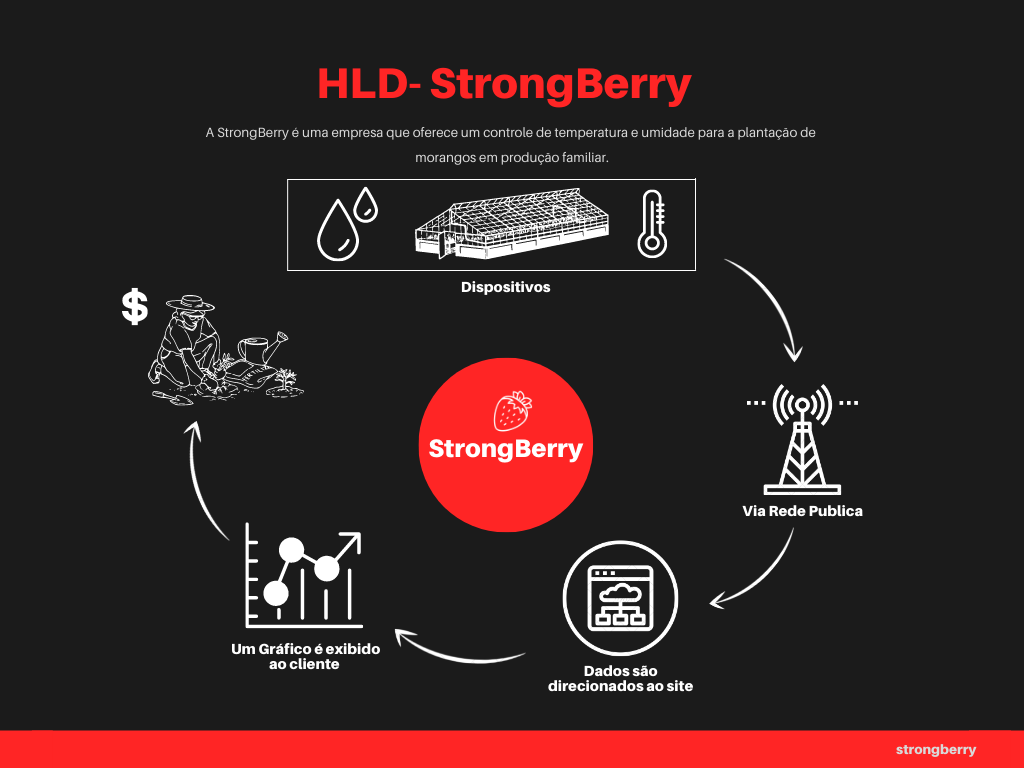 HLD- StrongBerry
A StrongBerry é uma empresa que oferece um controle de temperatura e umidade para a plantação de
morangos em produção familiar.
Dispositivos
$
StrongBerry
Via Rede Publica
Um Gráfico é exibido
ao cliente
Dados são
direcionados ao site
strongberry